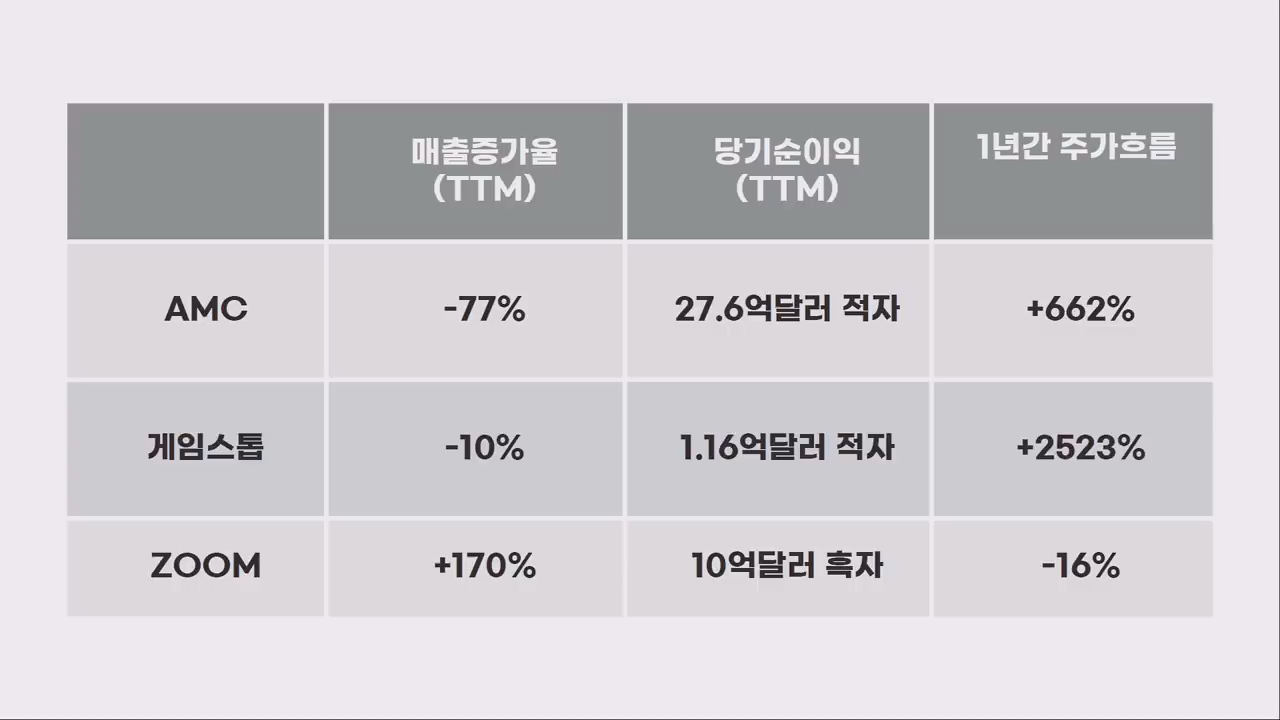 매출증가율
(TTM)
당기순이익
(TTM)
1년간 주가흐름
AMC
-77%
27.6억달러 적자
+662%
게임스톱
-10%
1.16억달러 적자
+2523%
ZOOM
+170%
10억달러 흑자
-16%